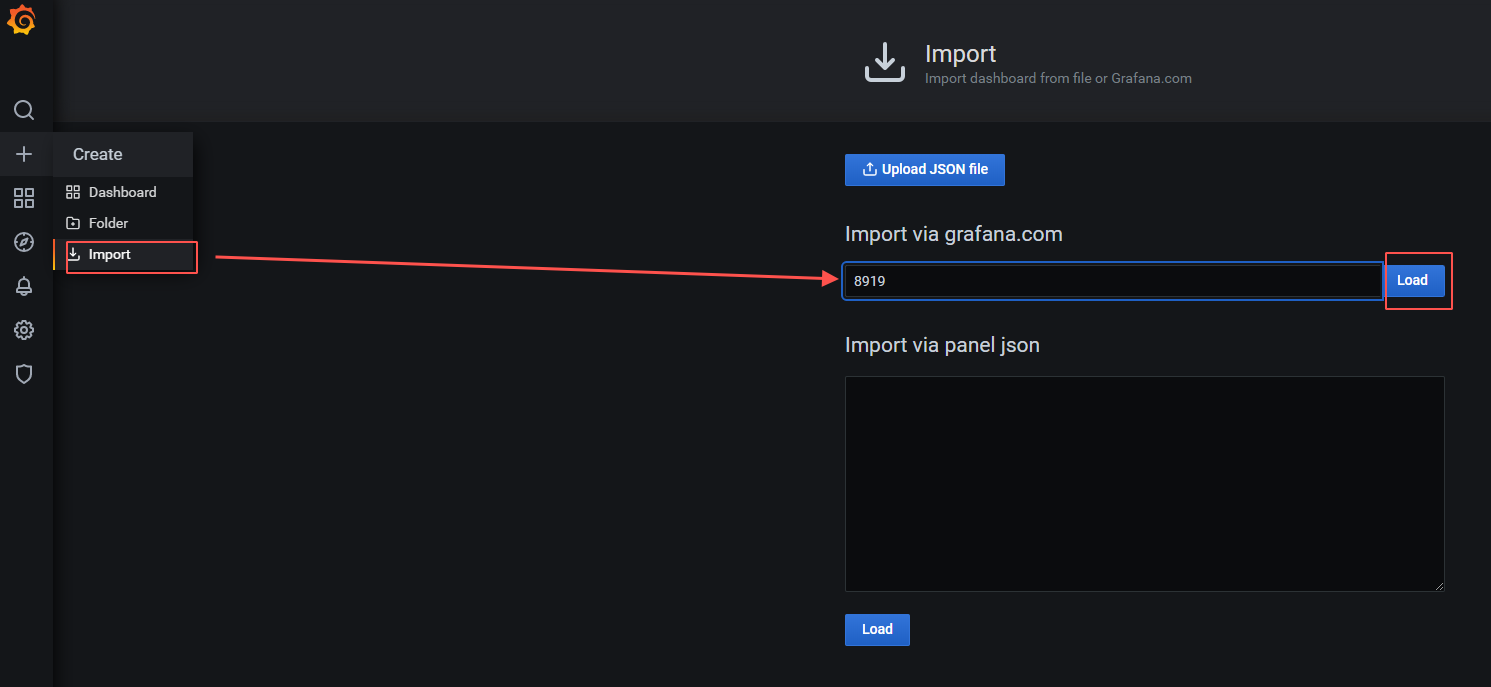 Import
Import dashboard from file or Grafana.com
Create
Dashboard
Folder
Import
Upload JSON file
Import via grafana.com
8919
Load
Import via panel json
Load